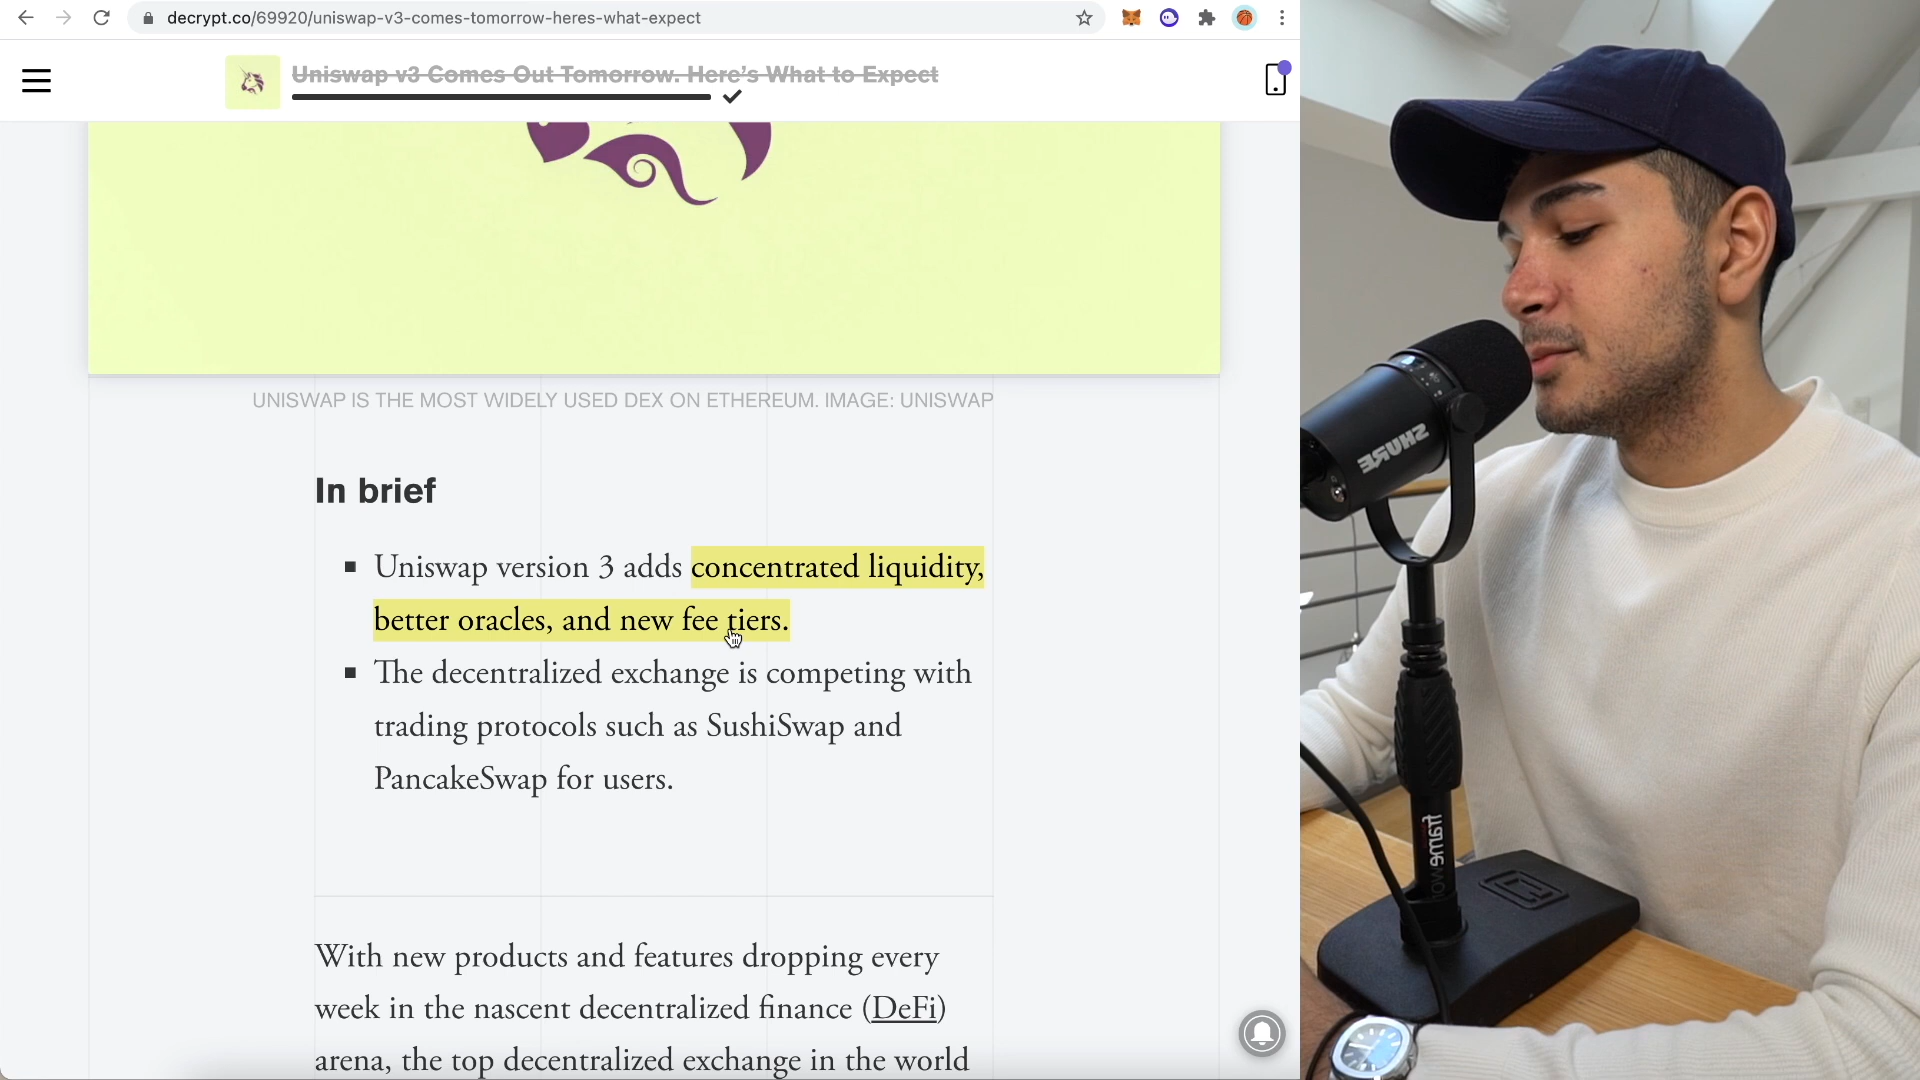 decrypt.co/69920/uniswap-v3-comes-tomorrow-heres-what-expect
Uniswap v3 Comes Out Tomorrow. Here's What to Expect
UNISWAP IS THE MOST WIDELY USED DEX ON ETHEREUM. IMAGE: UNISWAP
In brief
Uniswap version 3 adds concentrated liquidity,
better oracles, and new fee tiers.
The decentralized exchange is competing with
trading protocols such as SushiSwap and
PancakeSwap for users.
With new products and features dropping every
week in the nascent decentralized finance (DeFi)
arena, the top decentralized exchange in the world
SHURE
framewo